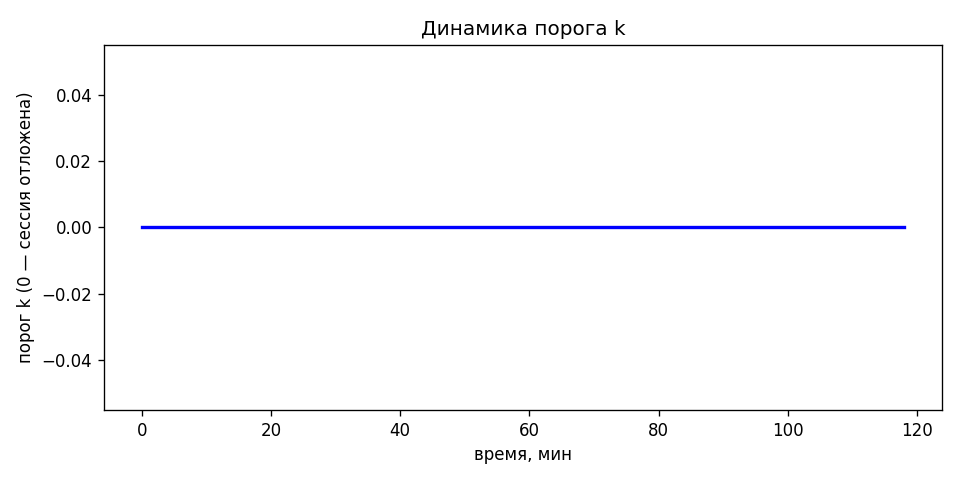 Динамика порога k
порог k (0 — сессия отложена)
0.04
0.02
0.00
−0.02
−0.04
0 20 40 60 80 100 120
время, мин